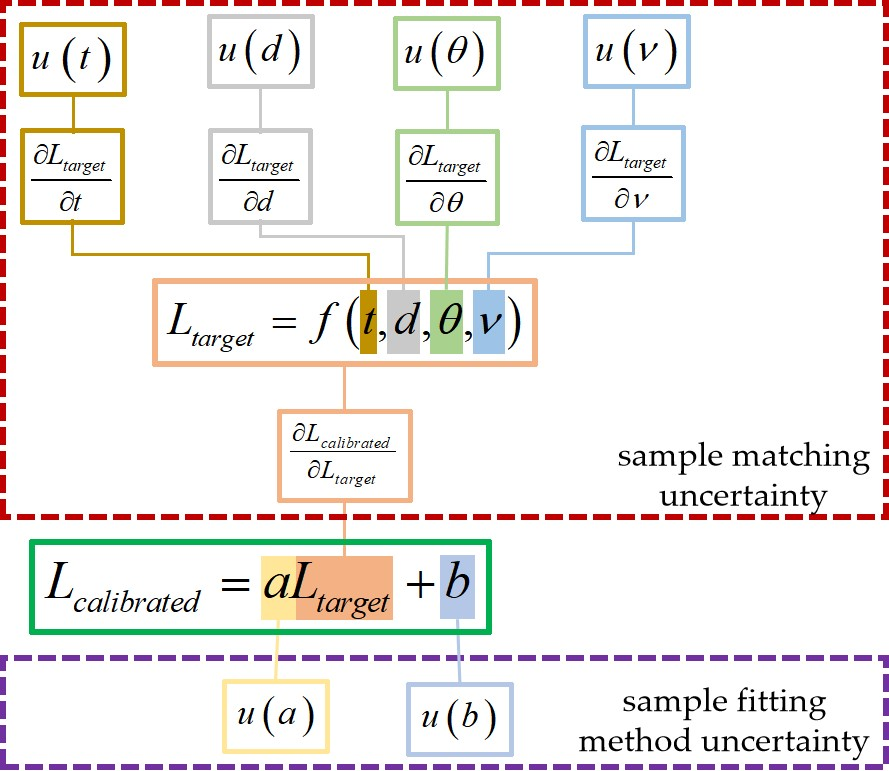 u(t) u(d) u(θ) u(ν)
∂L_target/∂t ∂L_target/∂d ∂L_target/∂θ ∂L_target/∂ν
L_target = f(t,d,θ,ν)
∂L_calibrated/∂L_target
sample matching
uncertainty
L_calibrated = aL_target + b
u(a) u(b)
sample fitting
method uncertainty